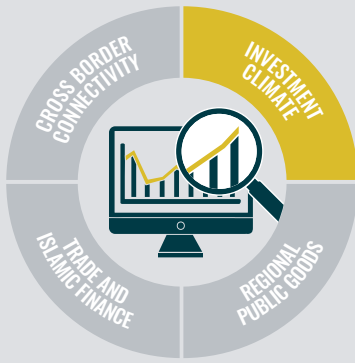 CROSS BORDER
CONNECTIVITY
INVESTMENT
CLIMATE
TRADE AND
ISLAMIC FINANCE
REGIONAL
PUBLIC GOODS